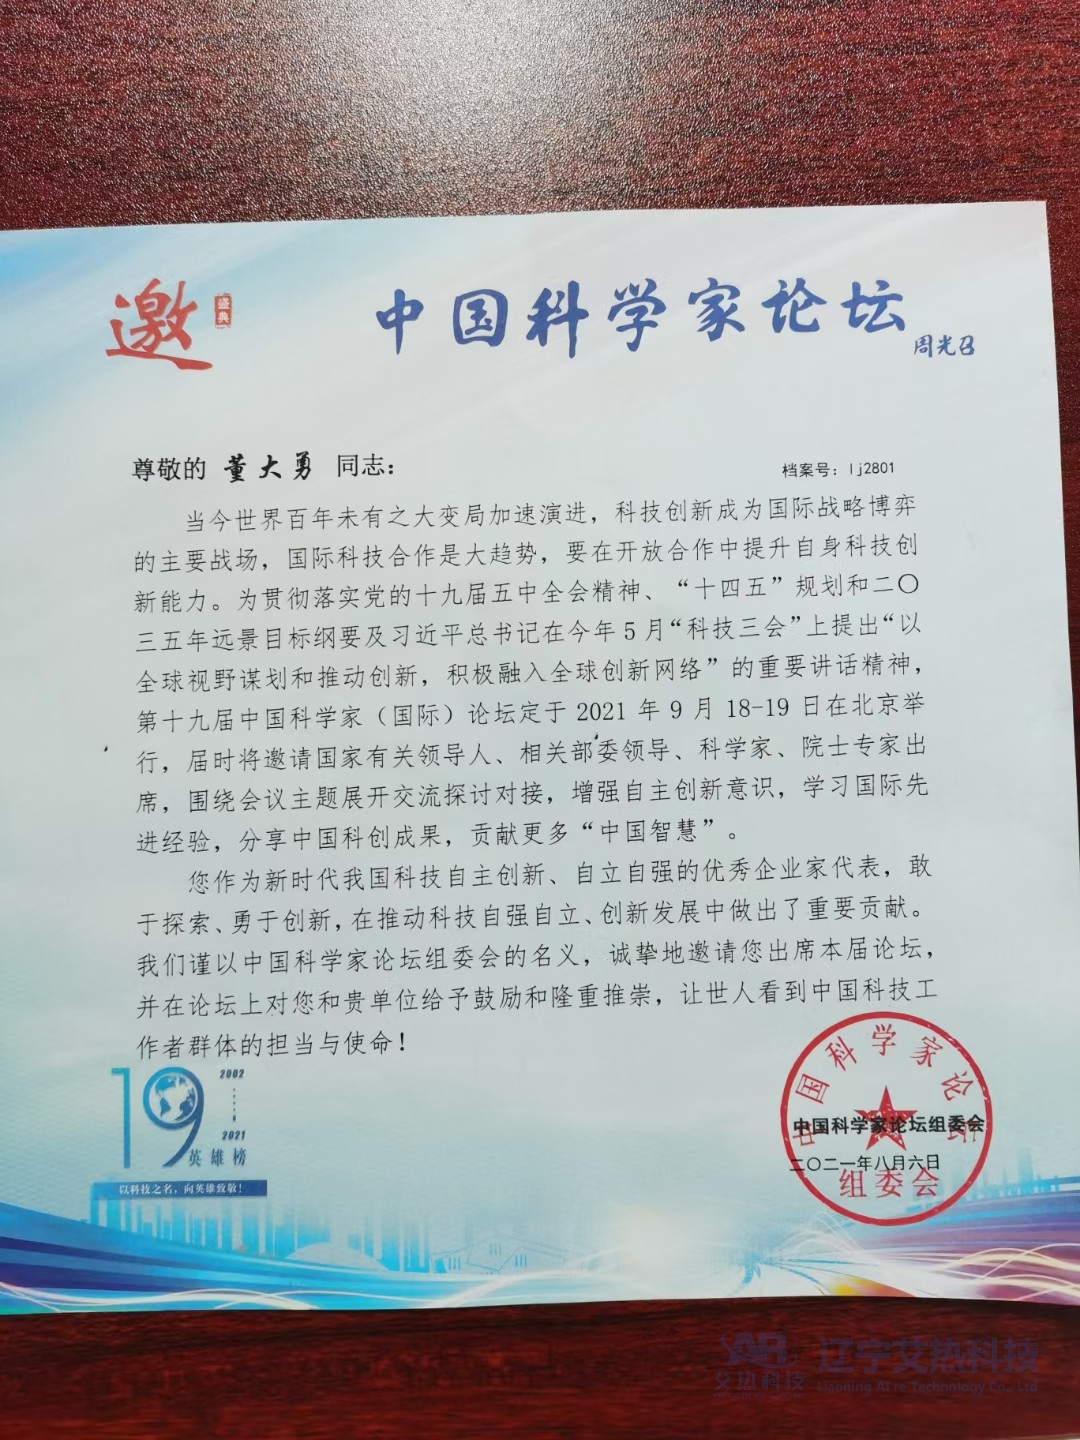 邀
盛典
中国科学家论坛
周光召
尊敬的 董大勇 同志：
档案号：lj2801
当今世界百年未有之大变局加速演进，科技创新成为国际战略博弈
的主要战场，国际科技合作是大趋势，要在开放合作中提升自身科技创
新能力。为贯彻落实党的十九届五中全会精神、“十四五”规划和二〇
三五年远景目标纲要及习近平总书记在今年 5 月“科技三会”上提出“以
全球视野谋划和推动创新，积极融入全球创新网络”的重要讲话精神，
第十九届中国科学家（国际）论坛定于 2021 年 9 月 18-19 日在北京举
行，届时将邀请国家有关领导人、相关部委领导、科学家、院士专家出
席，围绕会议主题展开交流探讨对接，增强自主创新意识，学习国际先
进经验，分享中国科创成果，贡献更多“中国智慧”。
您作为新时代我国科技自主创新、自立自强的优秀企业家代表，敢
于探索、勇于创新，在推动科技自强自立、创新发展中做出了重要贡献。
我们谨以中国科学家论坛组委会的名义，诚挚地邀请您出席本届论坛，
并在论坛上对您和贵单位给予鼓励和隆重推崇，让世人看到中国科技工
作者群体的担当与使命！
19
2002
2021
英雄榜
以科技之名，向英雄致敬！
中国科学家论坛
中国科学家论坛组委会
二〇二一年八月六日
组委会
艾热科技
辽宁艾热科技
Liaoning AI re Technology Co., Ltd